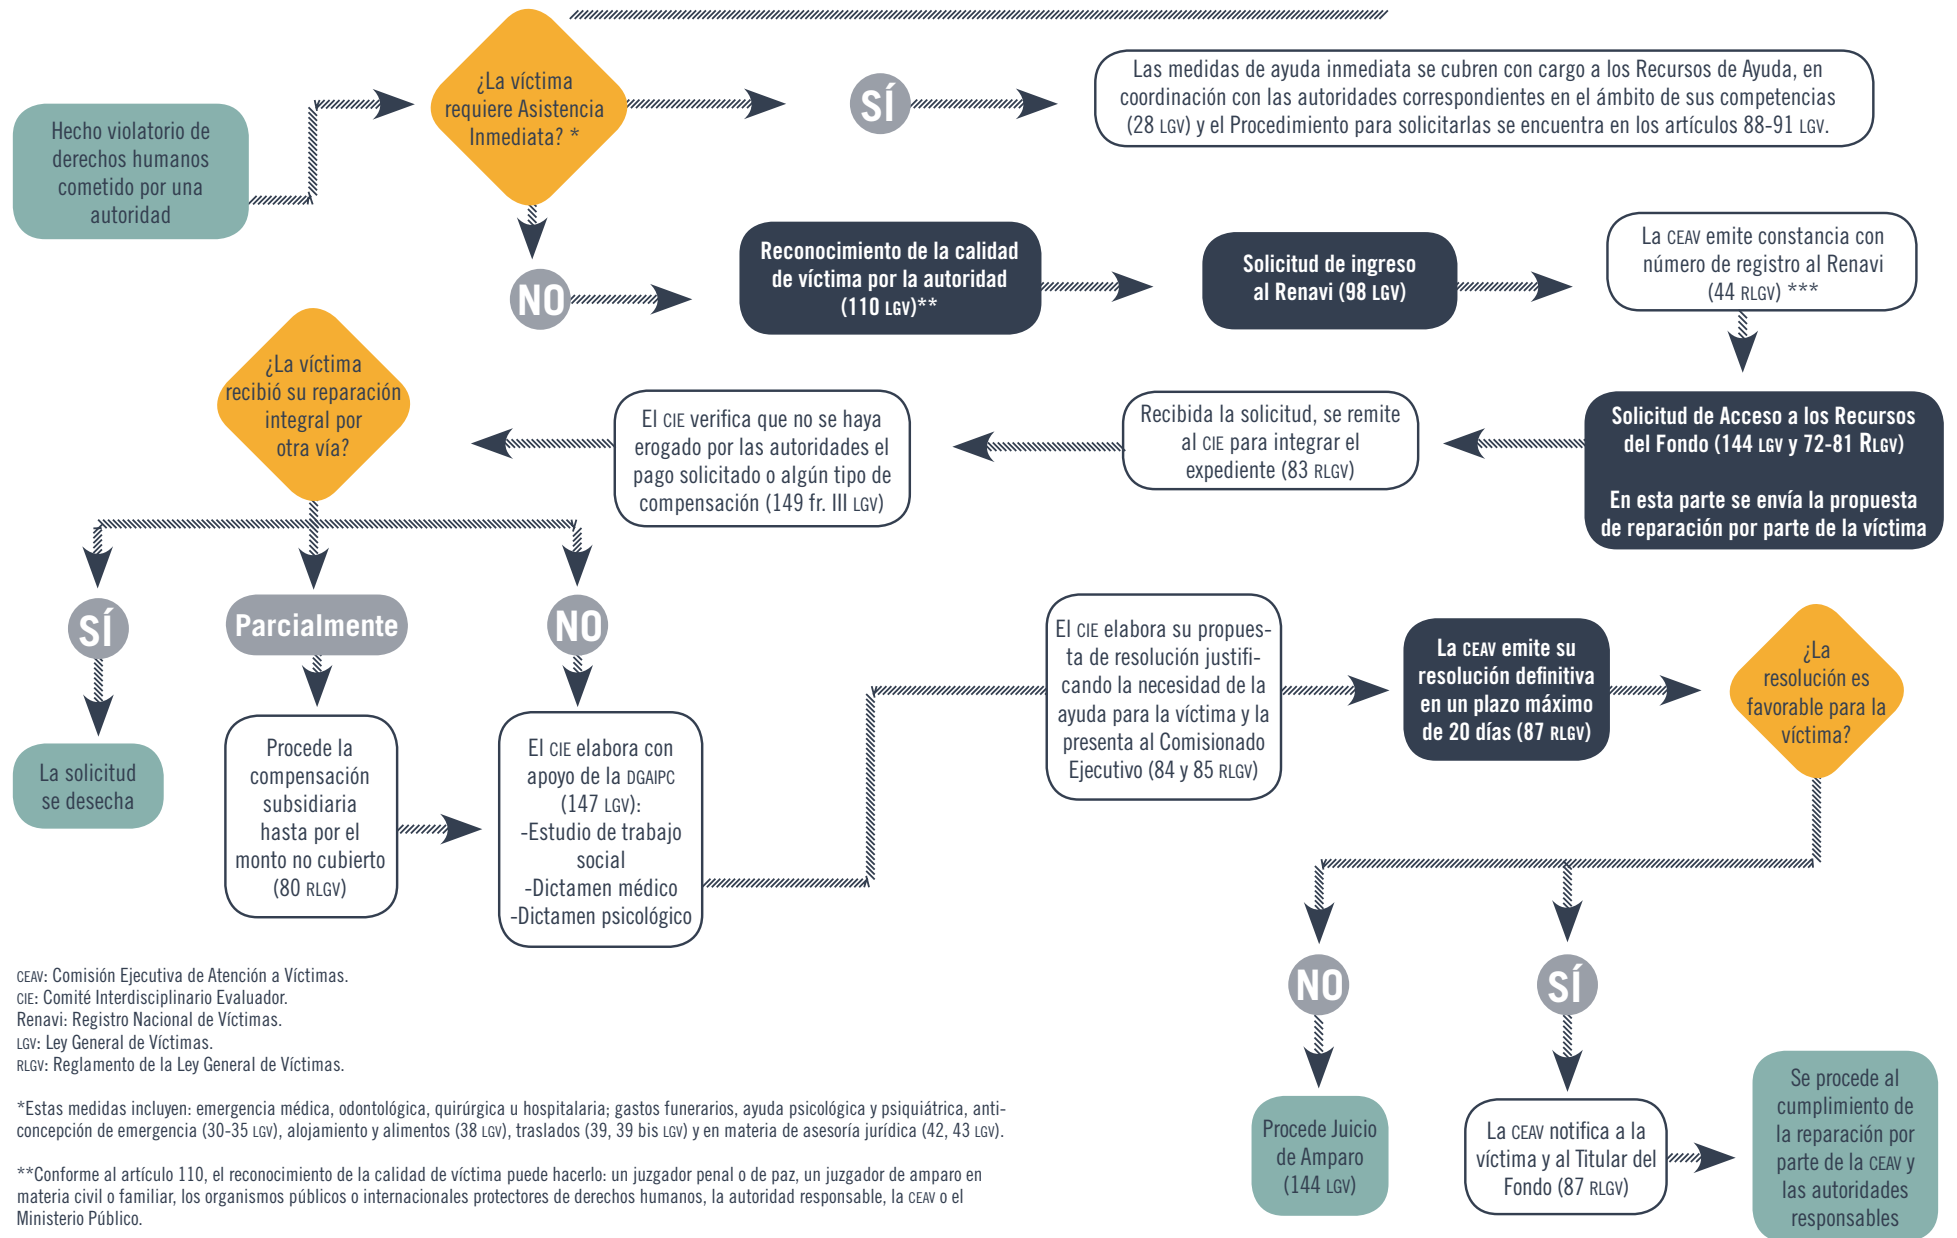 Hecho violatorio de
derechos humanos
cometido por una
autoridad
¿La víctima
requiere Asistencia
Inmediata? *
SÍ
Las medidas de ayuda inmediata se cubren con cargo a los Recursos de Ayuda, en
coordinación con las autoridades correspondientes en el ámbito de sus competencias
(28 LGV) y el Procedimiento para solicitarlas se encuentra en los artículos 88-91 LGV.
NO
Reconocimiento de la calidad
de víctima por la autoridad
(110 LGV)**
Solicitud de ingreso
al Renavi (98 LGV)
La CEAV emite constancia con
número de registro al Renavi
(44 RLGV) ***
Solicitud de Acceso a los Recursos
del Fondo (144 LGV y 72-81 RLGV)
En esta parte se envía la propuesta
de reparación por parte de la víctima
Recibida la solicitud, se remite
al CIE para integrar el
expediente (83 RLGV)
El CIE verifica que no se haya
erogado por las autoridades el
pago solicitado o algún tipo de
compensación (149 fr. III LGV)
¿La víctima
recibió su reparación
integral por
otra vía?
SÍ
La solicitud
se desecha
Parcialmente
Procede la
compensación
subsidiaria
hasta por el
monto no cubierto
(80 RLGV)
NO
El CIE elabora con
apoyo de la DGAIPC
(147 LGV):
-Estudio de trabajo
social
-Dictamen médico
-Dictamen psicológico
El CIE elabora su propues-
ta de resolución justifi-
cando la necesidad de la
ayuda para la víctima y la
presenta al Comisionado
Ejecutivo (84 y 85 RLGV)
La CEAV emite su
resolución definitiva
en un plazo máximo
de 20 días (87 RLGV)
¿La
resolución es
favorable para la
víctima?
NO
Procede Juicio
de Amparo
(144 LGV)
SÍ
La CEAV notifica a la
víctima y al Titular del
Fondo (87 RLGV)
Se procede al
cumplimiento de
la reparación por
parte de la CEAV y
las autoridades
responsables
CEAV: Comisión Ejecutiva de Atención a Víctimas.
CIE: Comité Interdisciplinario Evaluador.
Renavi: Registro Nacional de Víctimas.
LGV: Ley General de Víctimas.
RLGV: Reglamento de la Ley General de Víctimas.
*Estas medidas incluyen: emergencia médica, odontológica, quirúrgica u hospitalaria; gastos funerarios, ayuda psicológica y psiquiátrica, anti-
concepción de emergencia (30-35 LGV), alojamiento y alimentos (38 LGV), traslados (39, 39 bis LGV) y en materia de asesoría jurídica (42, 43 LGV).
**Conforme al artículo 110, el reconocimiento de la calidad de víctima puede hacerlo: un juzgador penal o de paz, un juzgador de amparo en
materia civil o familiar, los organismos públicos o internacionales protectores de derechos humanos, la autoridad responsable, la CEAV o el
Ministerio Público.